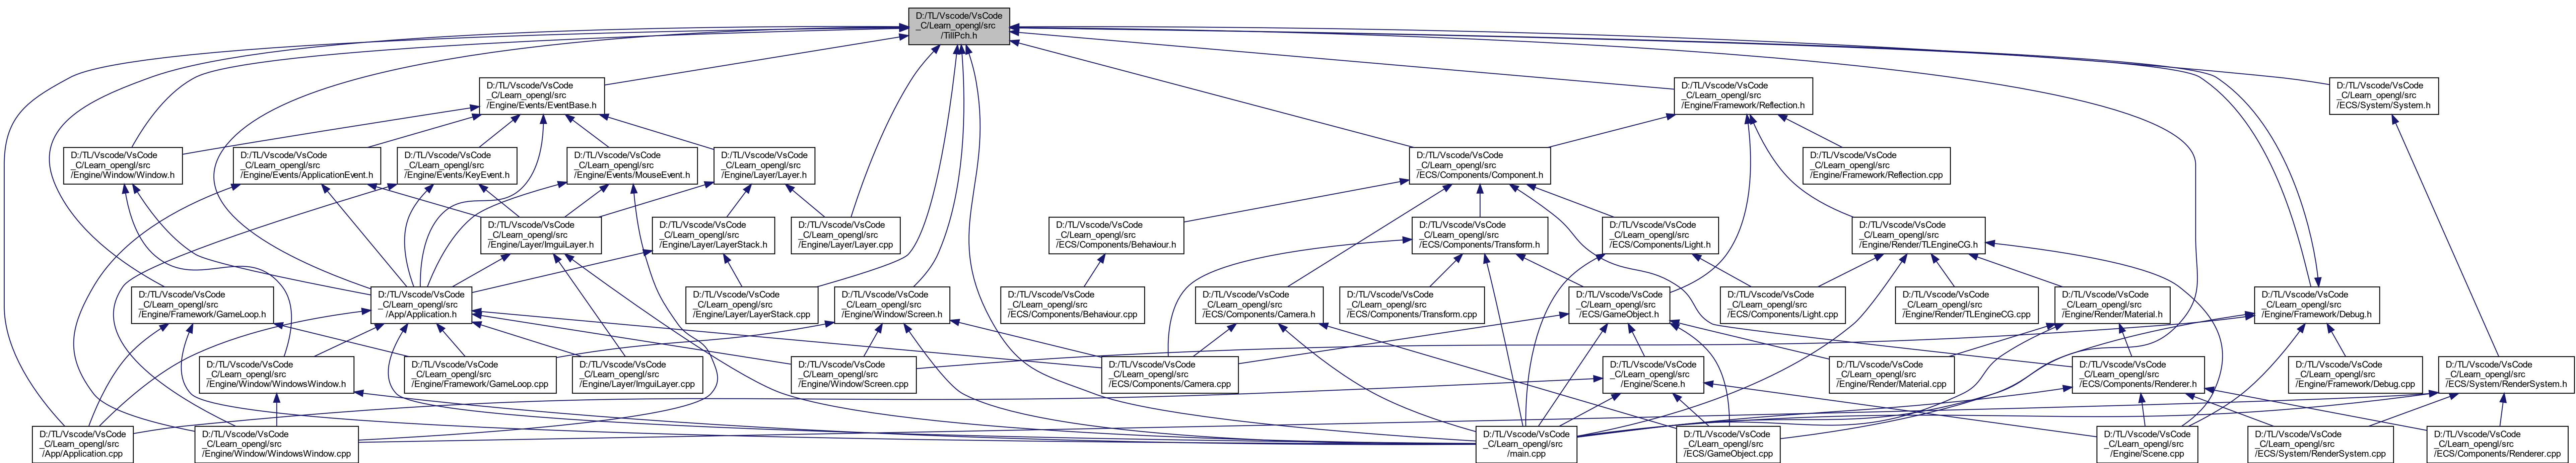 D:/TL/Vscode/VsCode
_C/Learn_opengl/src
/TillPch.h
D:/TL/Vscode/VsCode
_C/Learn_opengl/src
/Engine/Events/EventBase.h
D:/TL/Vscode/VsCode
_C/Learn_opengl/src
/Engine/Framework/Reflection.h
D:/TL/Vscode/VsCode
_C/Learn_opengl/src
/ECS/System/System.h
D:/TL/Vscode/VsCode
_C/Learn_opengl/src
/Engine/Window/Window.h
D:/TL/Vscode/VsCode
_C/Learn_opengl/src
/Engine/Events/ApplicationEvent.h
D:/TL/Vscode/VsCode
_C/Learn_opengl/src
/Engine/Events/KeyEvent.h
D:/TL/Vscode/VsCode
_C/Learn_opengl/src
/Engine/Events/MouseEvent.h
D:/TL/Vscode/VsCode
_C/Learn_opengl/src
/Engine/Layer/Layer.h
D:/TL/Vscode/VsCode
_C/Learn_opengl/src
/ECS/Components/Component.h
D:/TL/Vscode/VsCode
_C/Learn_opengl/src
/Engine/Framework/Reflection.cpp
D:/TL/Vscode/VsCode
_C/Learn_opengl/src
/Engine/Layer/ImguiLayer.h
D:/TL/Vscode/VsCode
_C/Learn_opengl/src
/Engine/Layer/LayerStack.h
D:/TL/Vscode/VsCode
_C/Learn_opengl/src
/Engine/Layer/Layer.cpp
D:/TL/Vscode/VsCode
_C/Learn_opengl/src
/ECS/Components/Behaviour.h
D:/TL/Vscode/VsCode
_C/Learn_opengl/src
/ECS/Components/Transform.h
D:/TL/Vscode/VsCode
_C/Learn_opengl/src
/ECS/Components/Light.h
D:/TL/Vscode/VsCode
_C/Learn_opengl/src
/Engine/Render/TLEngineCG.h
D:/TL/Vscode/VsCode
_C/Learn_opengl/src
/Engine/Framework/GameLoop.h
D:/TL/Vscode/VsCode
_C/Learn_opengl/src
/App/Application.h
D:/TL/Vscode/VsCode
_C/Learn_opengl/src
/Engine/Layer/LayerStack.cpp
D:/TL/Vscode/VsCode
_C/Learn_opengl/src
/Engine/Window/Screen.h
D:/TL/Vscode/VsCode
_C/Learn_opengl/src
/ECS/Components/Behaviour.cpp
D:/TL/Vscode/VsCode
_C/Learn_opengl/src
/ECS/Components/Camera.h
D:/TL/Vscode/VsCode
_C/Learn_opengl/src
/ECS/Components/Transform.cpp
D:/TL/Vscode/VsCode
_C/Learn_opengl/src
/ECS/GameObject.h
D:/TL/Vscode/VsCode
_C/Learn_opengl/src
/ECS/Components/Light.cpp
D:/TL/Vscode/VsCode
_C/Learn_opengl/src
/Engine/Render/TLEngineCG.cpp
D:/TL/Vscode/VsCode
_C/Learn_opengl/src
/Engine/Render/Material.h
D:/TL/Vscode/VsCode
_C/Learn_opengl/src
/Engine/Framework/Debug.h
D:/TL/Vscode/VsCode
_C/Learn_opengl/src
/Engine/Window/WindowsWindow.h
D:/TL/Vscode/VsCode
_C/Learn_opengl/src
/Engine/Framework/GameLoop.cpp
D:/TL/Vscode/VsCode
_C/Learn_opengl/src
/Engine/Layer/ImguiLayer.cpp
D:/TL/Vscode/VsCode
_C/Learn_opengl/src
/Engine/Window/Screen.cpp
D:/TL/Vscode/VsCode
_C/Learn_opengl/src
/ECS/Components/Camera.cpp
D:/TL/Vscode/VsCode
_C/Learn_opengl/src
/Engine/Scene.h
D:/TL/Vscode/VsCode
_C/Learn_opengl/src
/Engine/Render/Material.cpp
D:/TL/Vscode/VsCode
_C/Learn_opengl/src
/ECS/Components/Renderer.h
D:/TL/Vscode/VsCode
_C/Learn_opengl/src
/Engine/Framework/Debug.cpp
D:/TL/Vscode/VsCode
_C/Learn_opengl/src
/ECS/System/RenderSystem.h
D:/TL/Vscode/VsCode
_C/Learn_opengl/src
/App/Application.cpp
D:/TL/Vscode/VsCode
_C/Learn_opengl/src
/Engine/Window/WindowsWindow.cpp
D:/TL/Vscode/VsCode
_C/Learn_opengl/src
/main.cpp
D:/TL/Vscode/VsCode
_C/Learn_opengl/src
/ECS/GameObject.cpp
D:/TL/Vscode/VsCode
_C/Learn_opengl/src
/Engine/Scene.cpp
D:/TL/Vscode/VsCode
_C/Learn_opengl/src
/ECS/System/RenderSystem.cpp
D:/TL/Vscode/VsCode
_C/Learn_opengl/src
/ECS/Components/Renderer.cpp